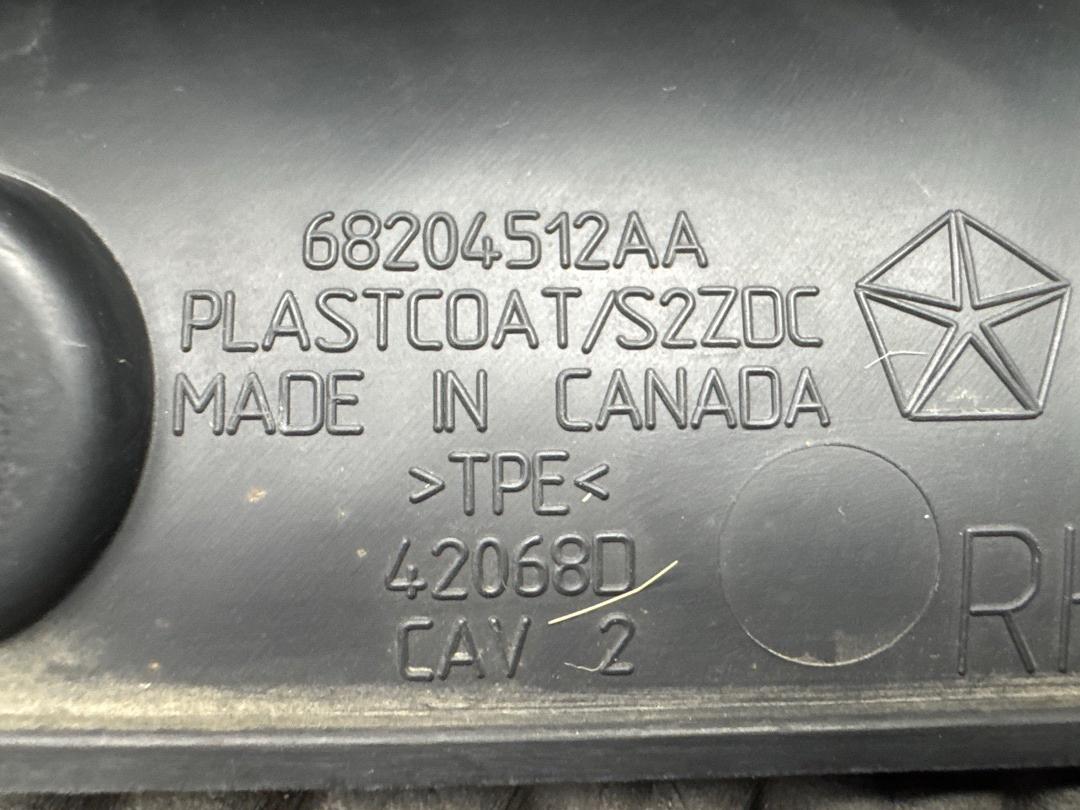 68204512AA
PLASTCOAT/S2ZDC
MADE IN CANADA
>TPE<
42068D
CAV 2